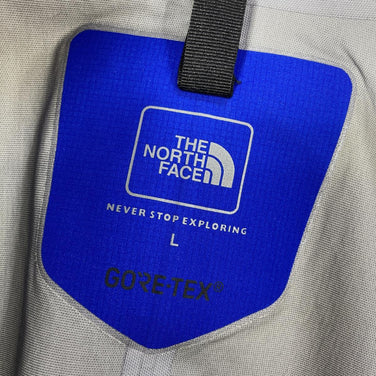 THE
NORTH
FACE
NEVER STOP EXPLORING
L
GORE-TEX®